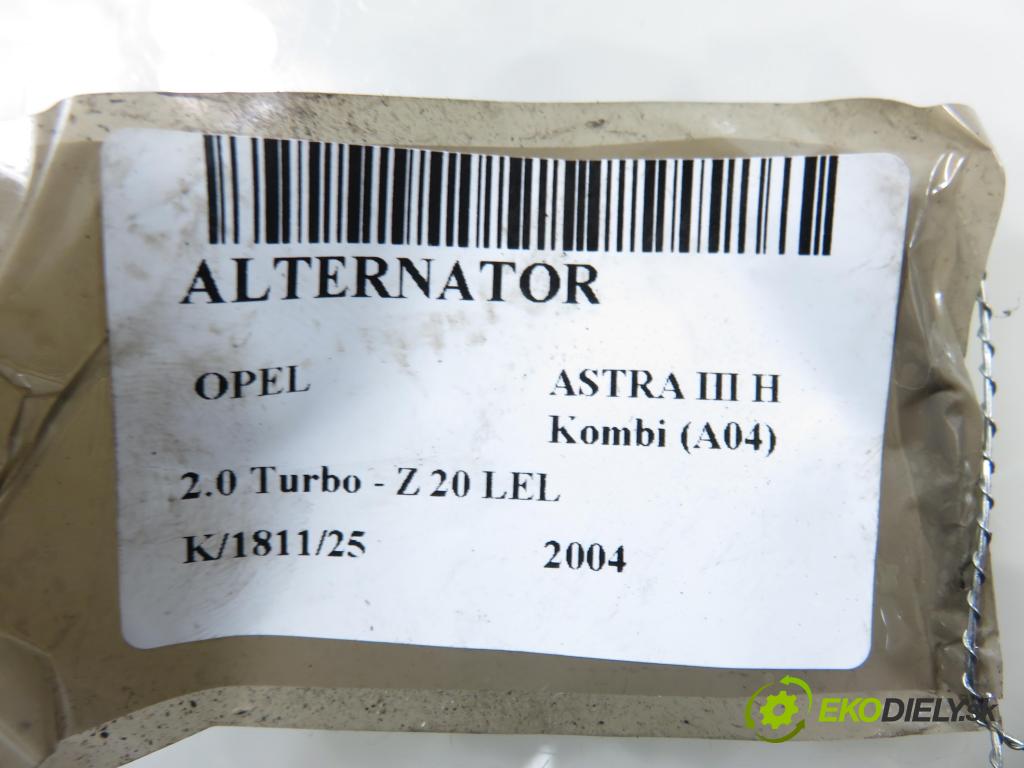 ALTERNATOR
OPEL ASTRA III H
Kombi (A04)
2.0 Turbo - Z 20 LEL
K/1811/25 2004
EKODIELY.sk